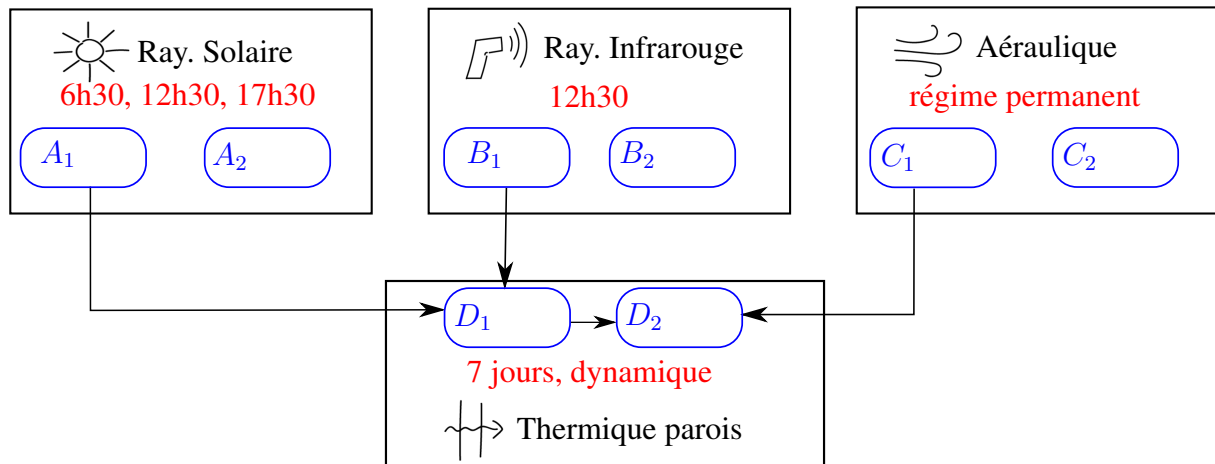 Ray. Solaire
6h30, 12h30, 17h30
A1
A2
Ray. Infrarouge
12h30
B1
B2
Aéraulique
régime permanent
C1
C2
D1
D2
7 jours, dynamique
Thermique parois